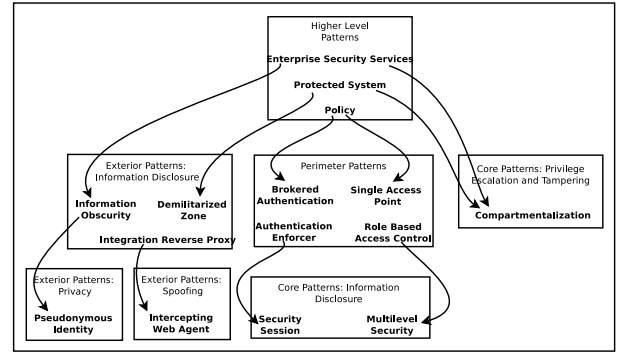 Higher Level
Patterns
Enterprise Security Services
Protected System
Policy
Exterior Patterns:
Information Disclosure
Information
Obscurity
Demilitarized
Zone
Integration Reverse Proxy
Perimeter Patterns
Brokered
Authentication
Single Access
Point
Authentication
Enforcer
Role Based
Access Control
Core Patterns: Privilege
Escalation and Tampering
Compartmentalization
Exterior Patterns:
Privacy
Pseudonymous
Identity
Exterior Patterns:
Spoofing
Intercepting
Web Agent
Core Patterns: Information
Disclosure
Security
Session
Multilevel
Security